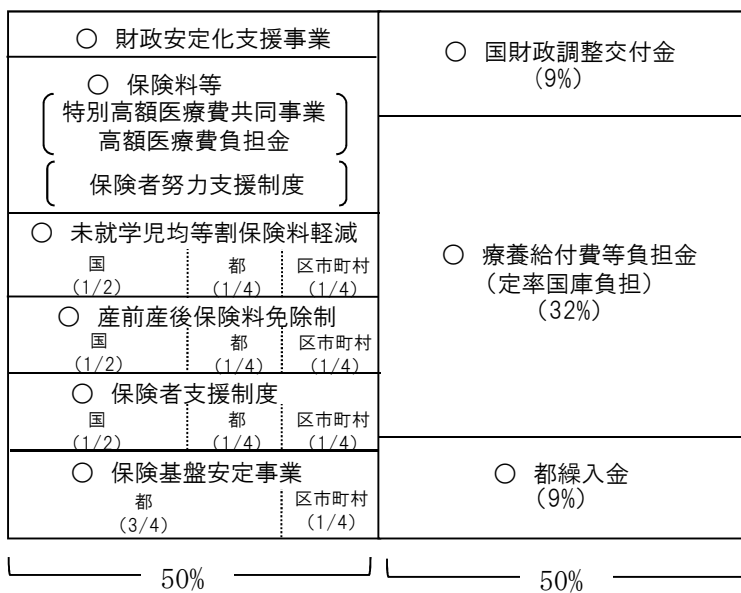 ○ 財政安定化支援事業
○ 保険料等
特別高額医療費共同事業
高額医療費負担金
保険者努力支援制度
○ 未就学児均等割保険料軽減
国 都 区市町村
(1/2) (1/4) (1/4)
○ 産前産後保険料免除制
国 都 区市町村
(1/2) (1/4) (1/4)
○ 保険者支援制度
国 都 区市町村
(1/2) (1/4) (1/4)
○ 保険基盤安定事業
都 区市町村
(3/4) (1/4)
50%
○ 国財政調整交付金
(9%)
○ 療養給付費等負担金
(定率国庫負担)
(32%)
○ 都繰入金
(9%)
50%